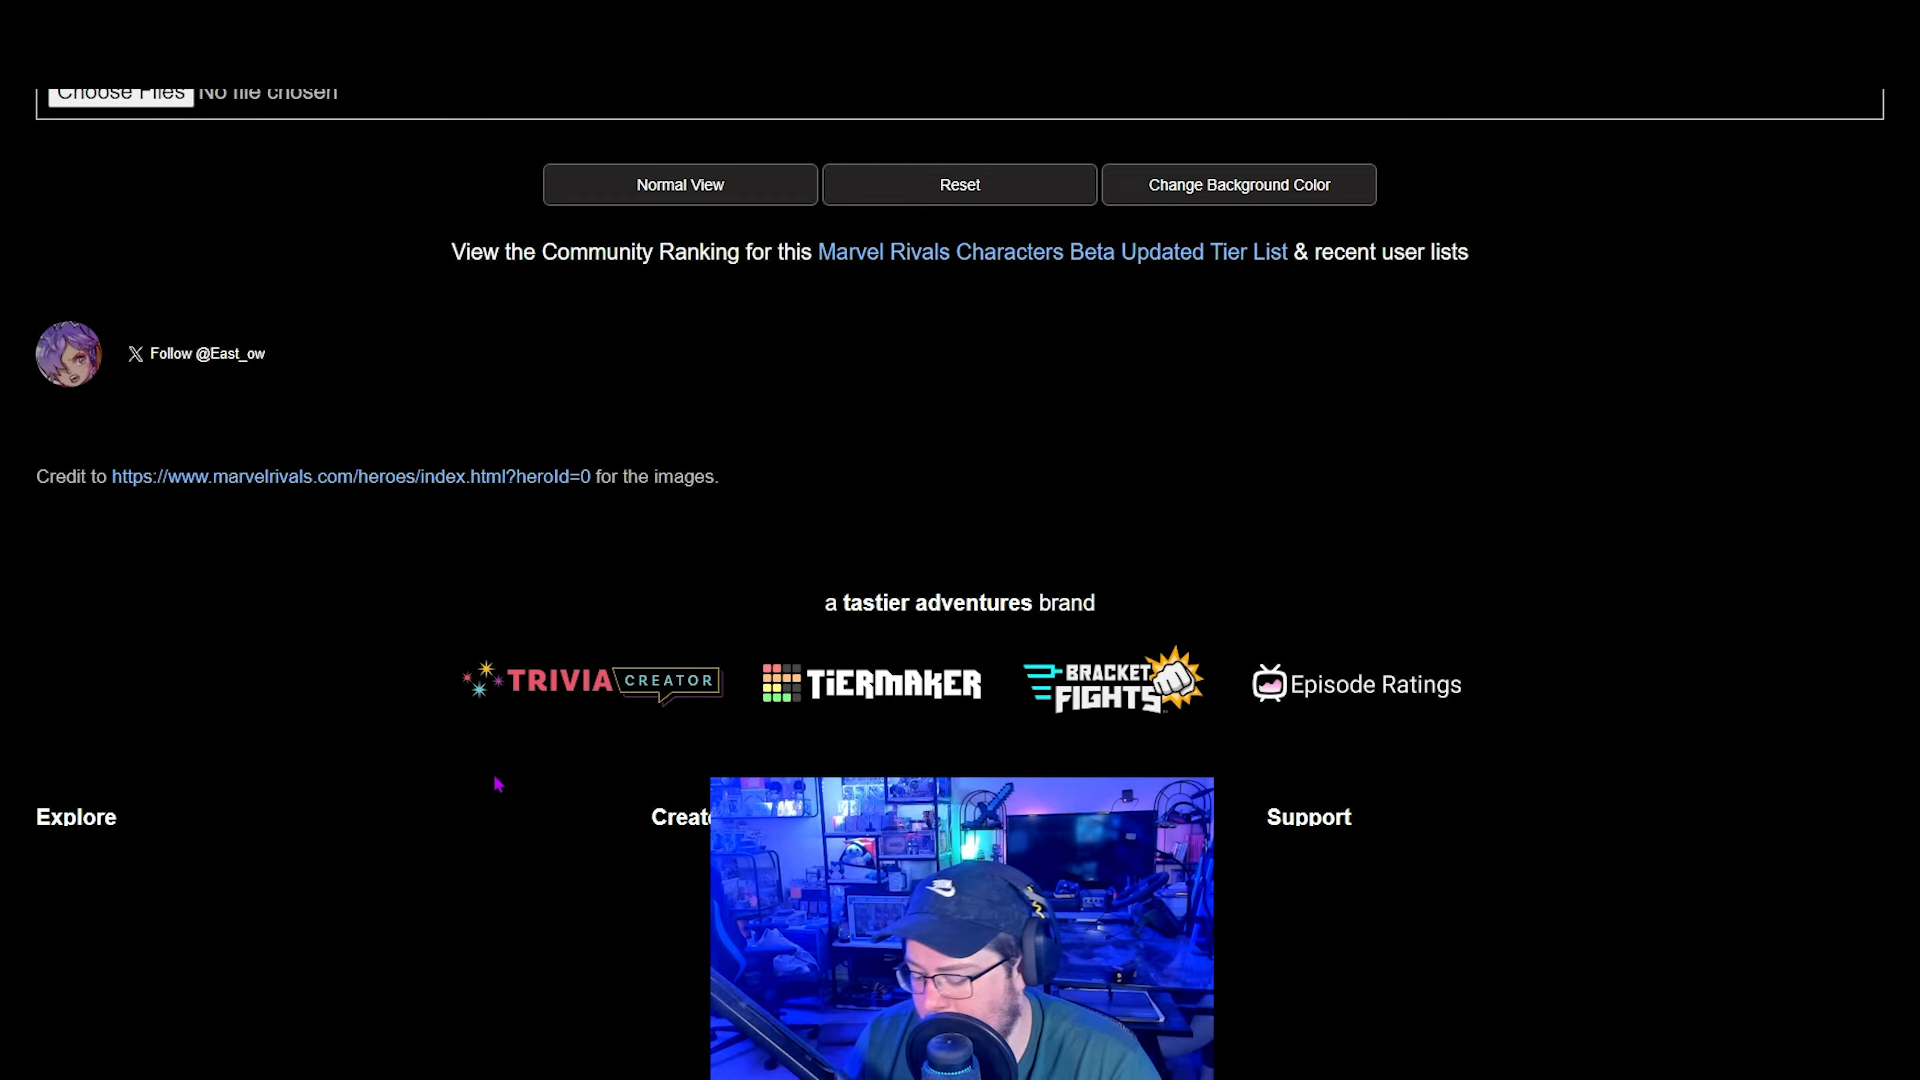 Choose Files No file chosen
Normal View
Reset
Change Background Color
View the Community Ranking for this Marvel Rivals Characters Beta Updated Tier List & recent user lists
Follow @East_ow
Credit to https://www.marvelrivals.com/heroes/index.html?heroId=0 for the images.
a tastier adventures brand
TRIVIA CREATOR
TiERMAKER
BRACKET FIGHTS
Episode Ratings
Explore
Create
Support